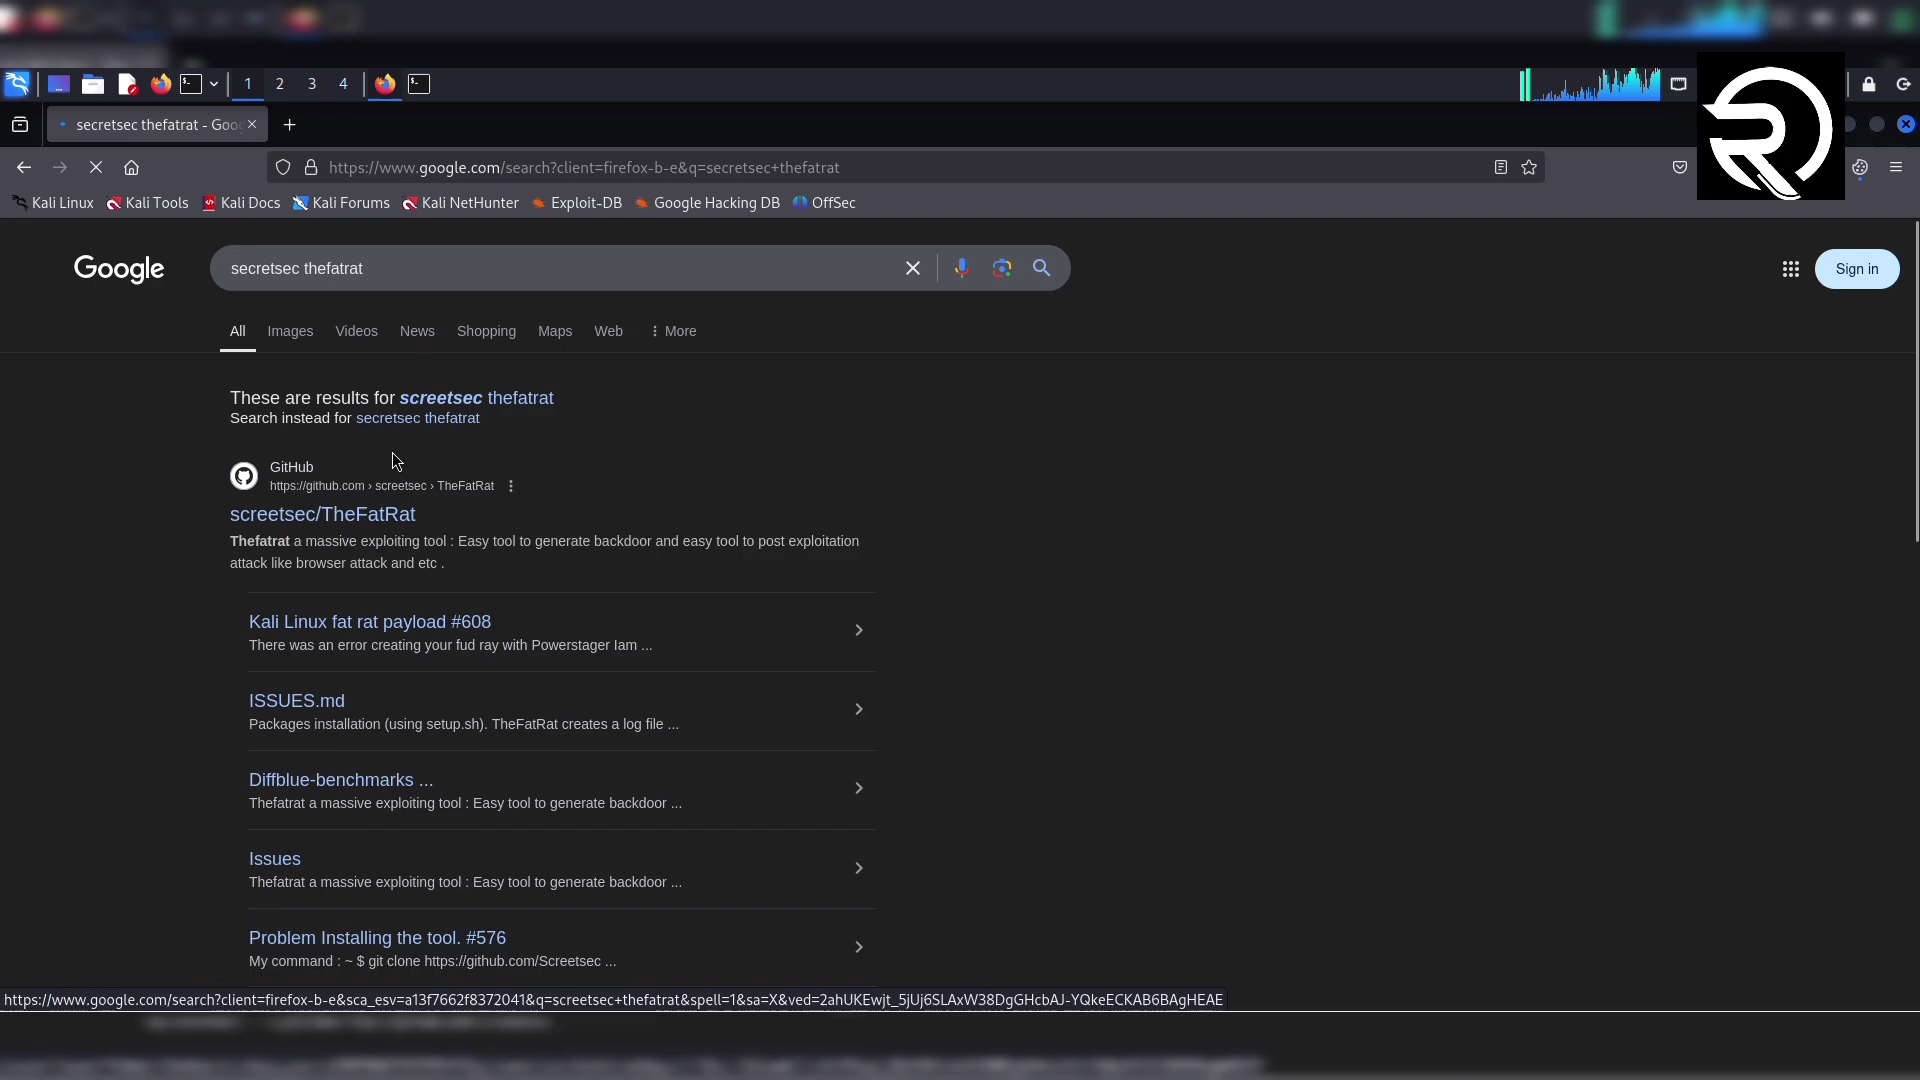 1 2 3 4
secretsec thefatrat - Goo
https://www.google.com/search?client=firefox-b-e&q=secretsec+thefatrat
Kali Linux Kali Tools Kali Docs Kali Forums Kali NetHunter Exploit-DB Google Hacking DB OffSec
Google
secretsec thefatrat
Sign in
All Images Videos News Shopping Maps Web More
These are results for screetsec thefatrat
Search instead for secretsec thefatrat
GitHub
https://github.com › screetsec › TheFatRat
screetsec/TheFatRat
Thefatrat a massive exploiting tool : Easy tool to generate backdoor and easy tool to post exploitation
attack like browser attack and etc .
Kali Linux fat rat payload #608
There was an error creating your fud ray with Powerstager Iam ...
ISSUES.md
Packages installation (using setup.sh). TheFatRat creates a log file ...
Diffblue-benchmarks ...
Thefatrat a massive exploiting tool : Easy tool to generate backdoor ...
Issues
Thefatrat a massive exploiting tool : Easy tool to generate backdoor ...
Problem Installing the tool. #576
My command : ~ $ git clone https://github.com/Screetsec ...
https://www.google.com/search?client=firefox-b-e&sca_esv=a13f7662f8372041&q=screetsec+thefatrat&spell=1&sa=X&ved=2ahUKEwjt_5jUj6SLAxW38DgGHcbAJ-YQkeECKAB6BAgHEAE